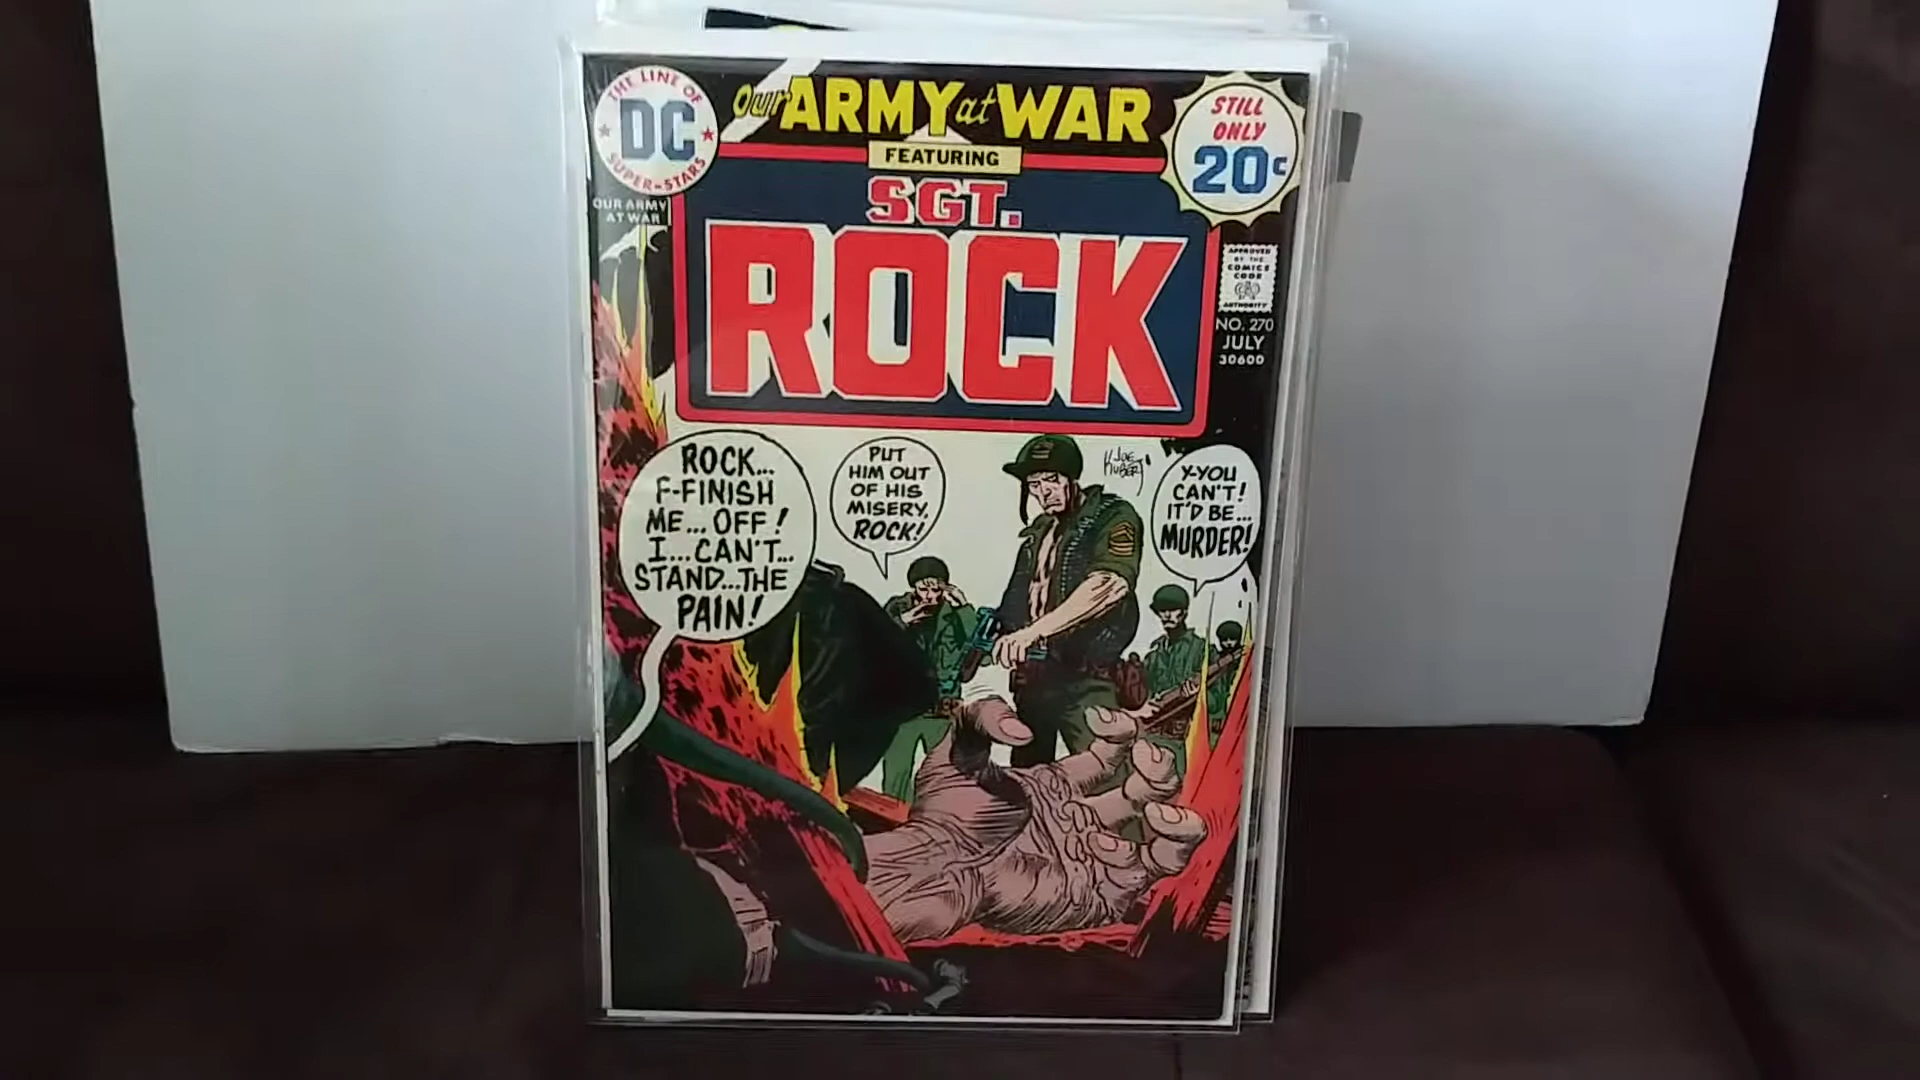 THE LINE OF
DC
SUPER-STARS
Our ARMY at WAR
STILL
ONLY
20c
FEATURING
SGT.
ROCK
OUR ARMY
AT WAR
APPROVED
BY THE
COMICS
CODE
AUTHORITY
NO. 270
JULY
30600
ROCK...
F-FINISH
ME... OFF!
I...CAN'T...
STAND...THE
PAIN!
PUT
HIM OUT
OF HIS
MISERY,
ROCK!
JOE
KUBERT
Y-YOU
CAN'T!
IT'D BE...
MURDER!